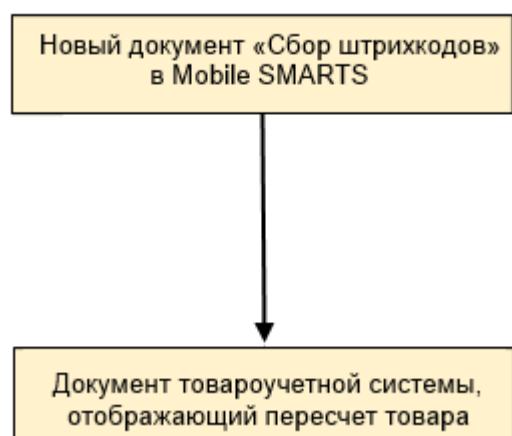 Новый документ «Сбор штрихкодов»
в Mobile SMARTS
Документ товароучетной системы,
отображающий пересчет товара